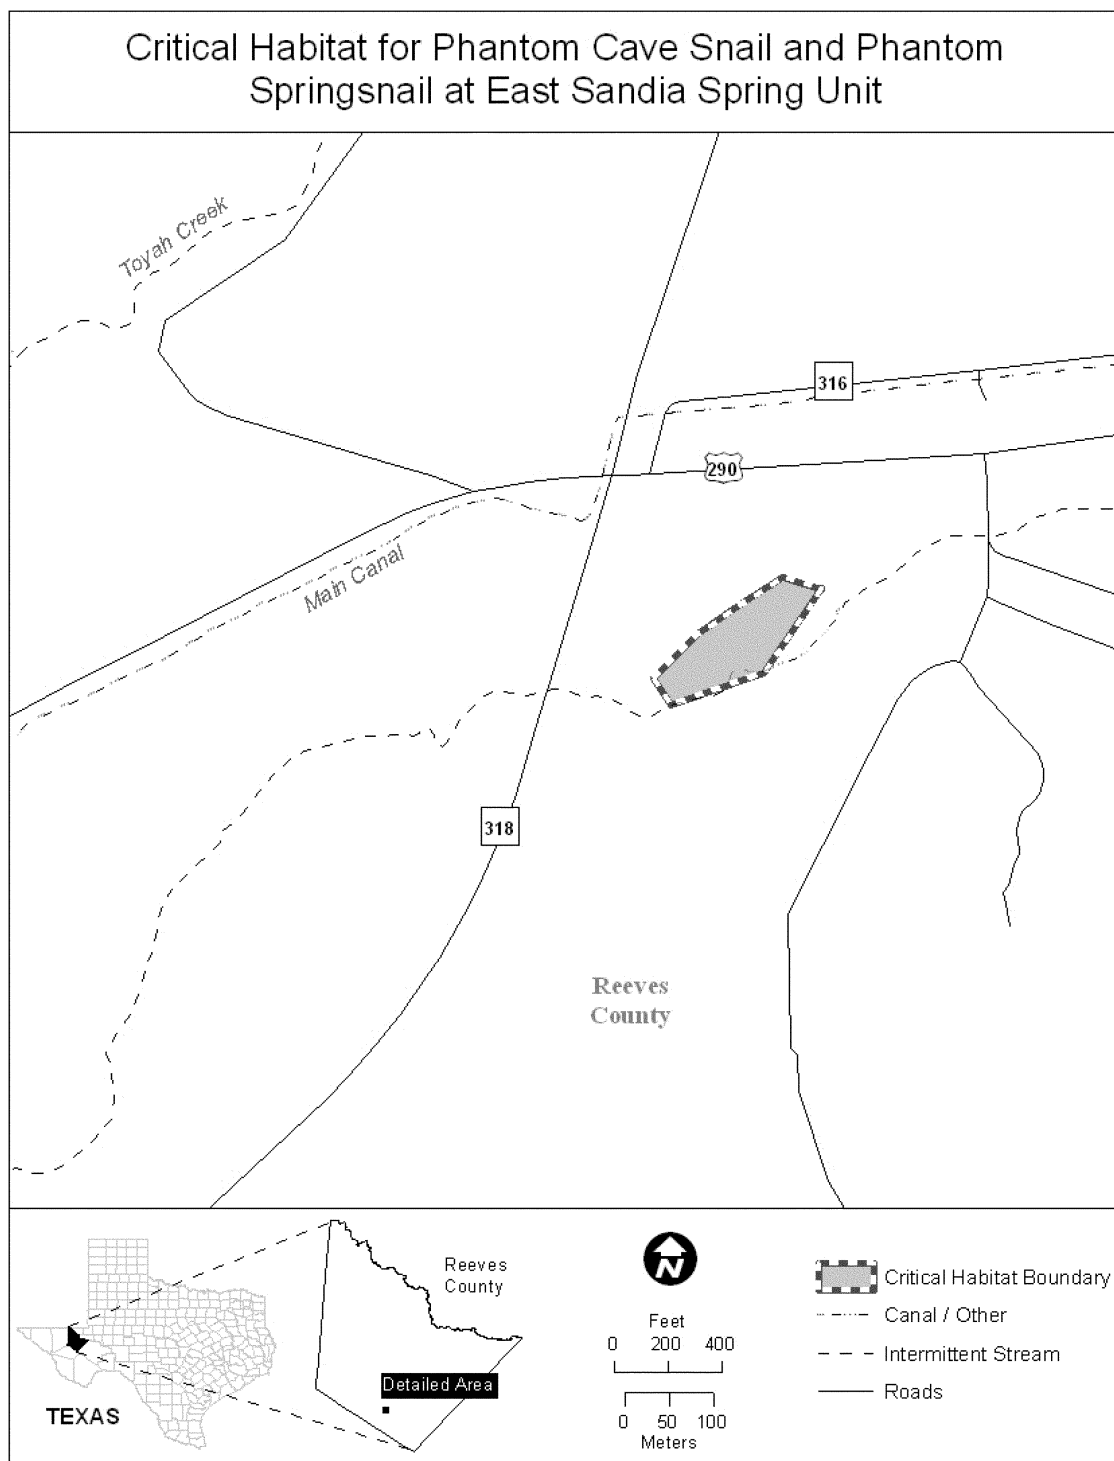 Critical Habitat for Phantom Cave Snail and Phantom
Springsnail at East Sandia Spring Unit
Toyah Creek
316
290
Main Canal
318
Reeves
County
Reeves
County
Detailed Area
TEXAS
N
Feet
0 200 400
0 50 100
Meters
Critical Habitat Boundary
Canal / Other
Intermittent Stream
Roads